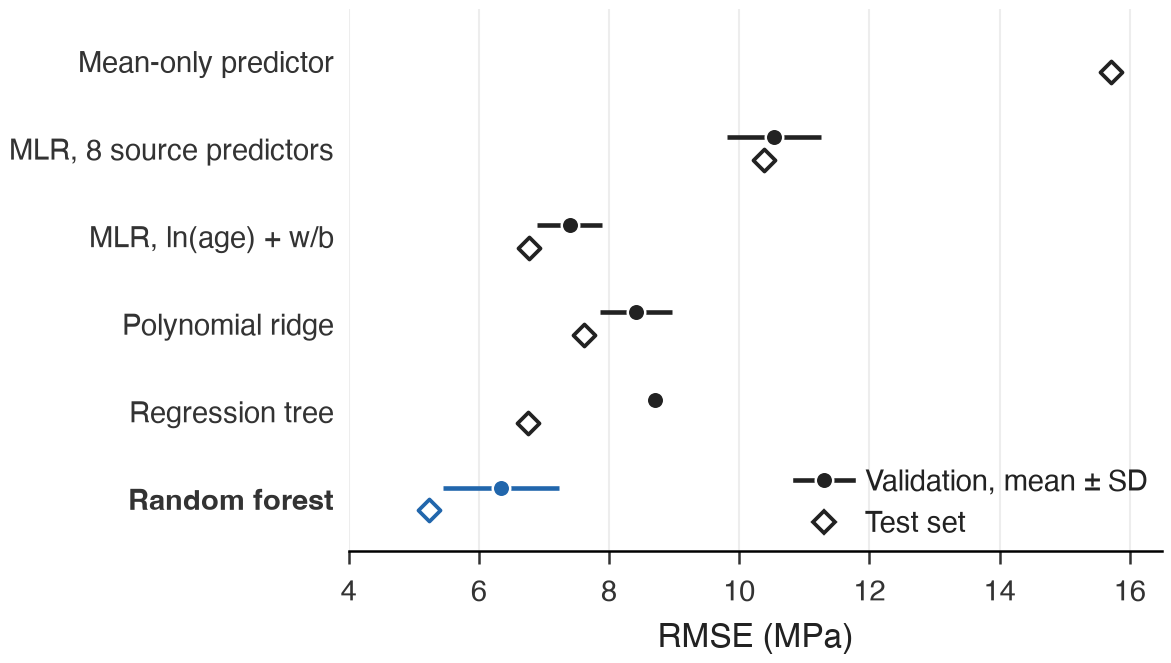 Mean-only predictor
MLR, 8 source predictors
MLR, ln(age) + w/b
Polynomial ridge
Regression tree
Random forest
Validation, mean ± SD
Test set
4 6 8 10 12 14 16
RMSE (MPa)